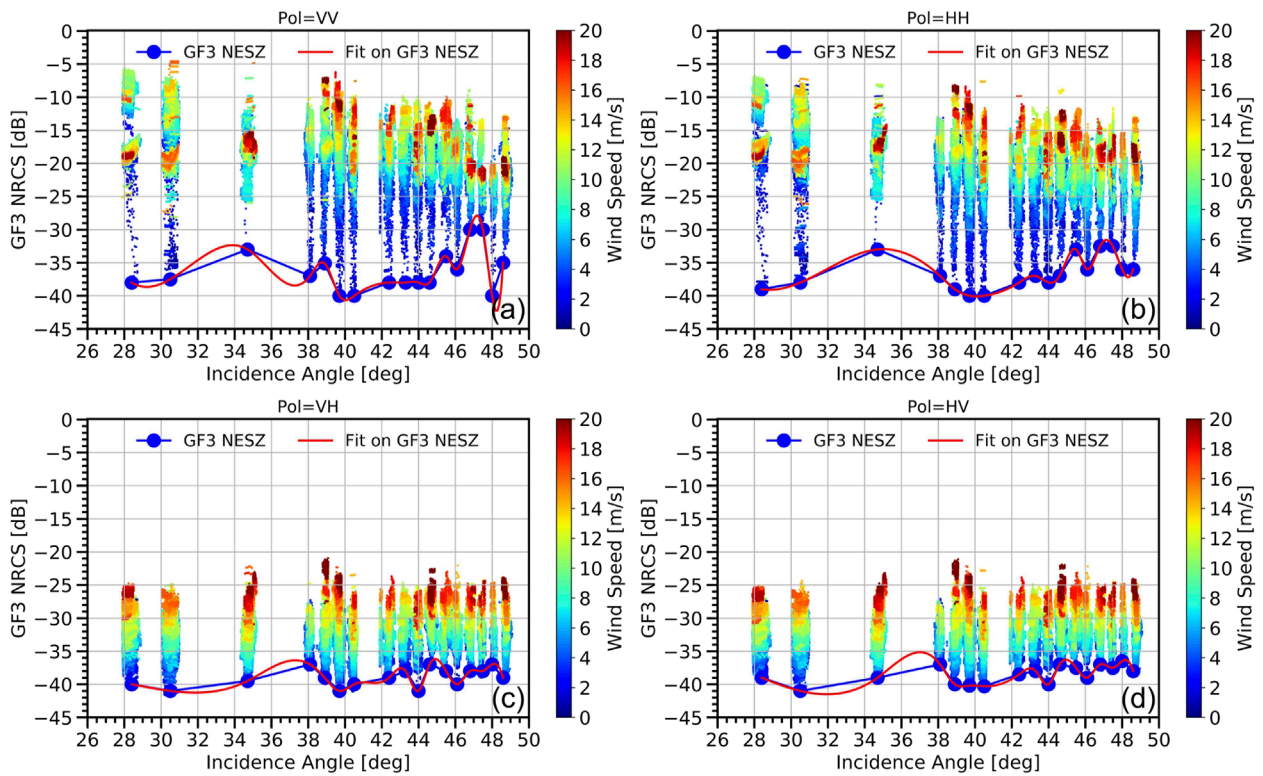 Pol=VV
GF3 NESZ
Fit on GF3 NESZ
0
−5
−10
−15
−20
−25
−30
−35
−40
−45
GF3 NRCS [dB]
26 28 30 32 34 36 38 40 42 44 46 48 50
Incidence Angle [deg]
(a)
20
18
16
14
12
10
8
6
4
2
0
Wind Speed [m/s]
Pol=HH
GF3 NESZ
Fit on GF3 NESZ
0
−5
−10
−15
−20
−25
−30
−35
−40
−45
GF3 NRCS [dB]
26 28 30 32 34 36 38 40 42 44 46 48 50
Incidence Angle [deg]
(b)
20
18
16
14
12
10
8
6
4
2
0
Wind Speed [m/s]
Pol=VH
GF3 NESZ
Fit on GF3 NESZ
0
−5
−10
−15
−20
−25
−30
−35
−40
−45
GF3 NRCS [dB]
26 28 30 32 34 36 38 40 42 44 46 48 50
Incidence Angle [deg]
(c)
20
18
16
14
12
10
8
6
4
2
0
Wind Speed [m/s]
Pol=HV
GF3 NESZ
Fit on GF3 NESZ
0
−5
−10
−15
−20
−25
−30
−35
−40
−45
GF3 NRCS [dB]
26 28 30 32 34 36 38 40 42 44 46 48 50
Incidence Angle [deg]
(d)
20
18
16
14
12
10
8
6
4
2
0
Wind Speed [m/s]